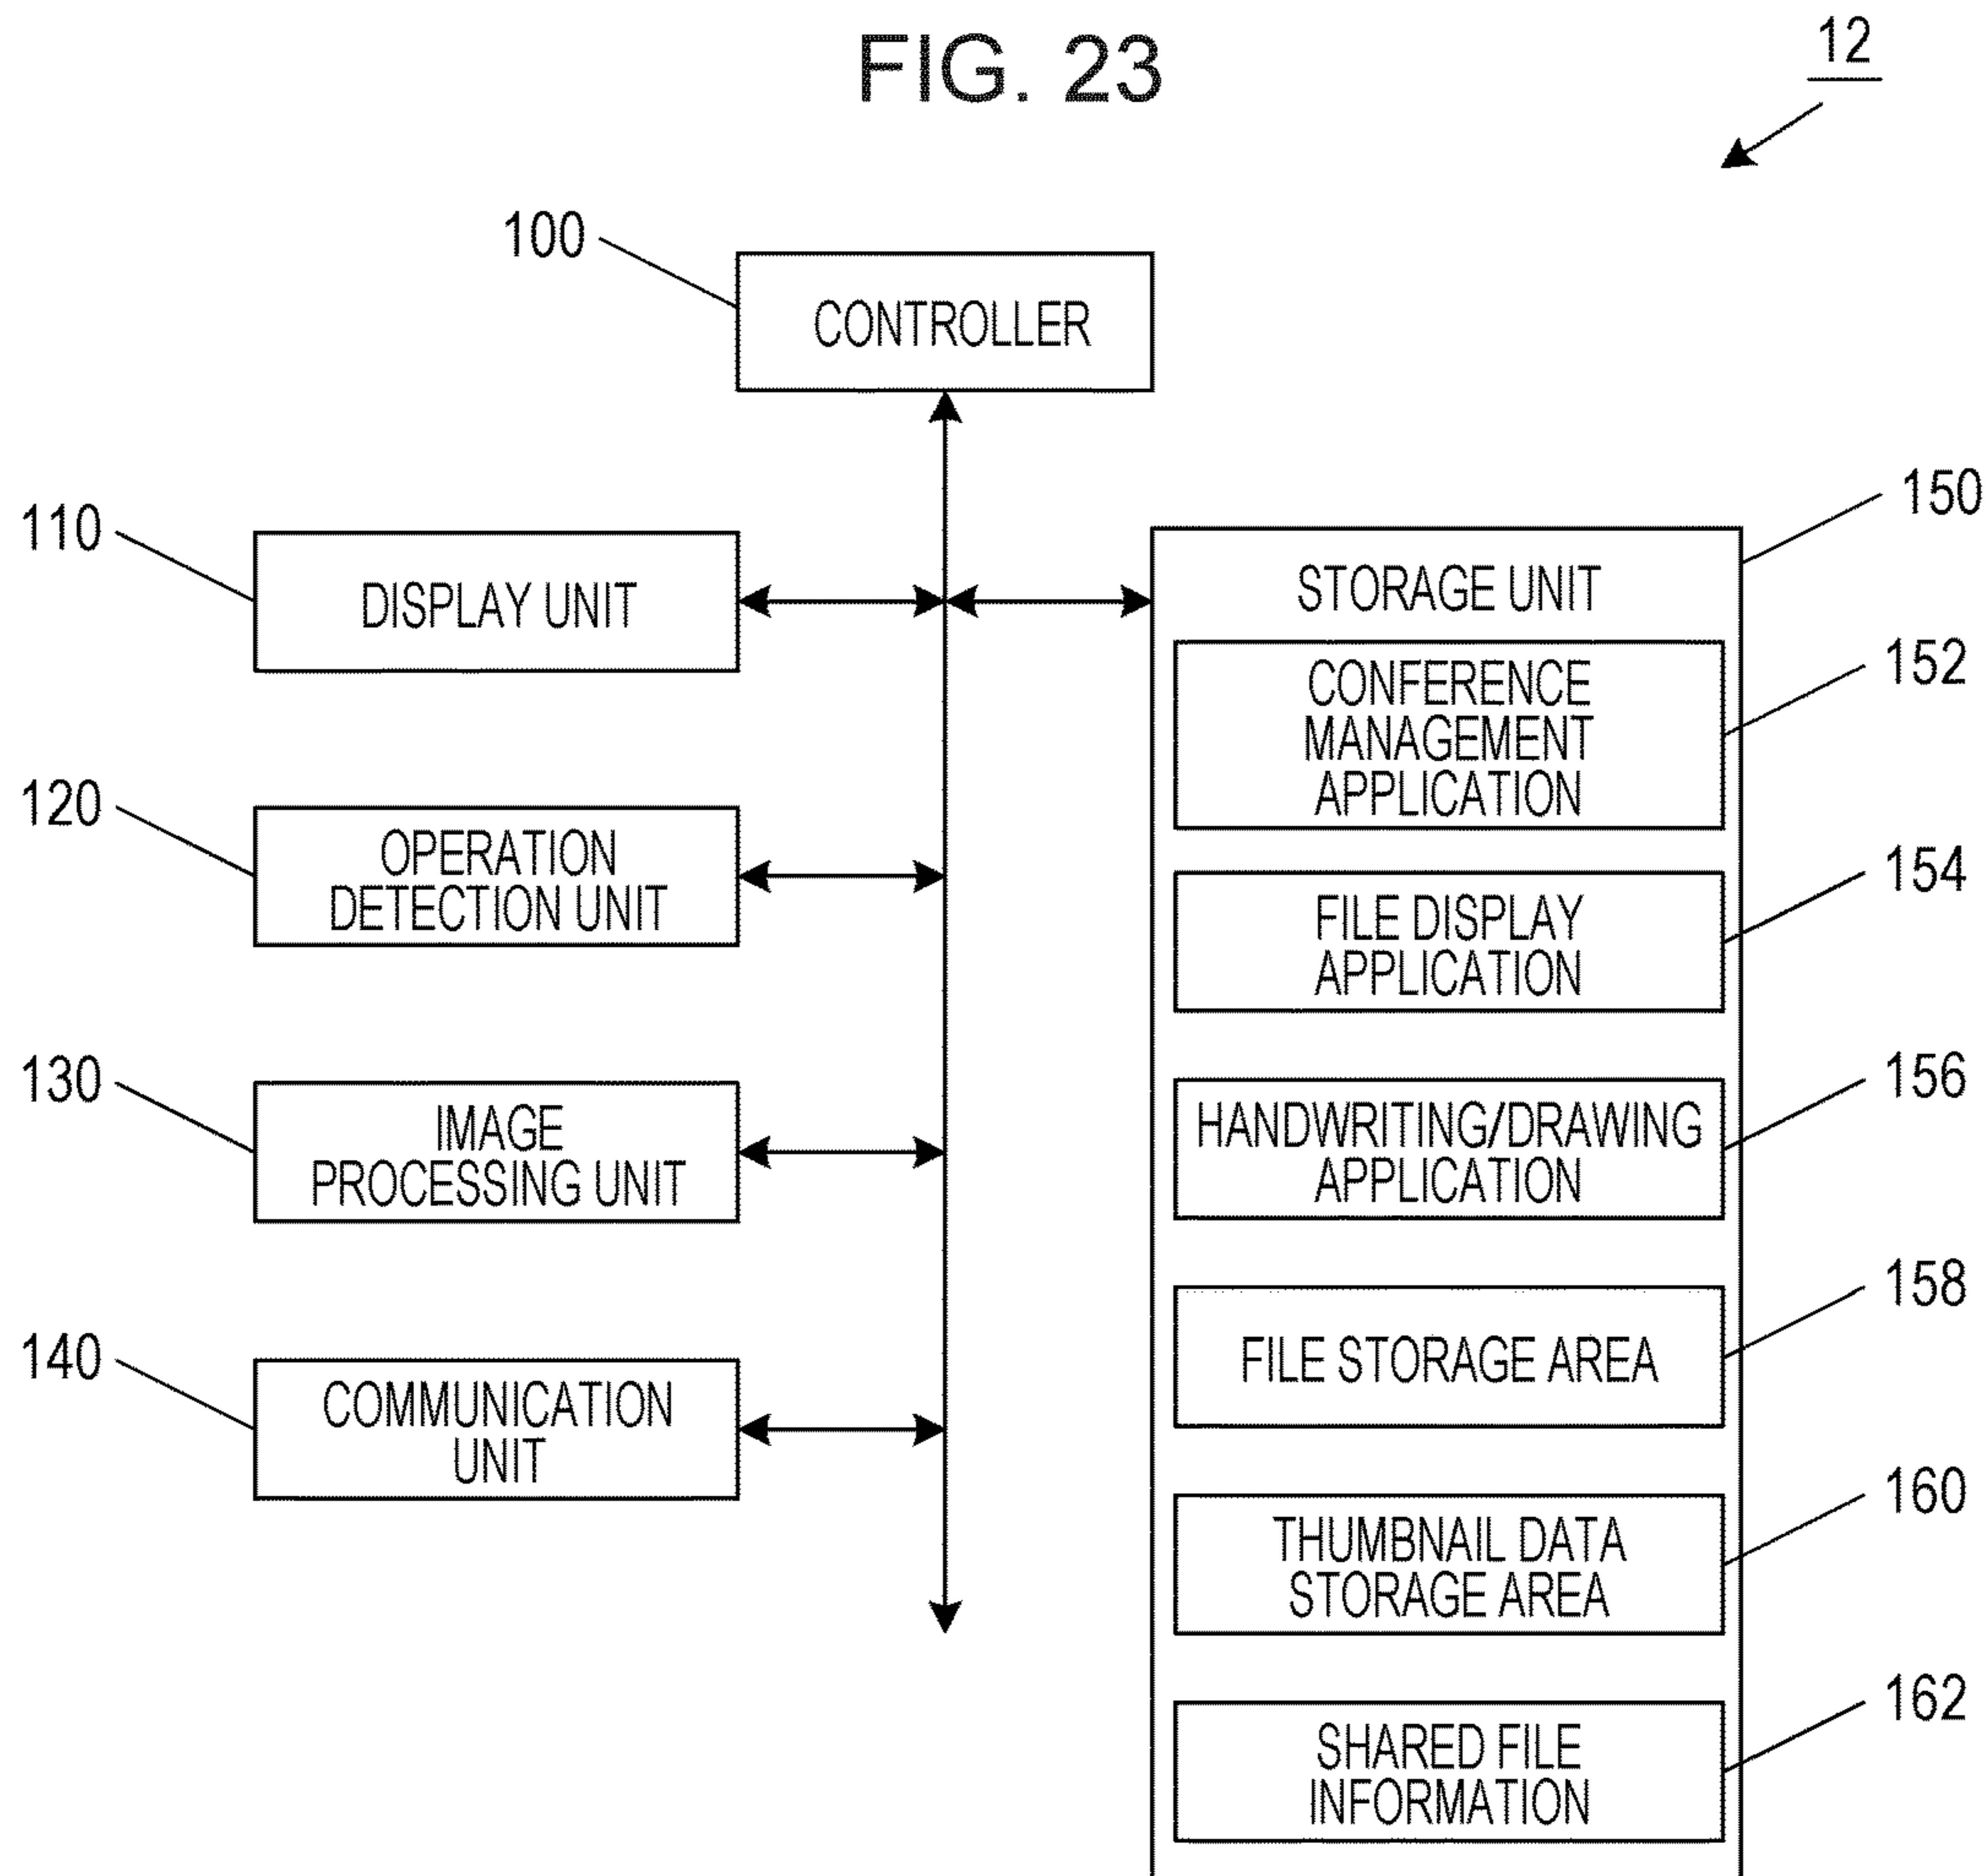 FIG. 23
12
100
CONTROLLER
110
DISPLAY UNIT
120
OPERATION
DETECTION UNIT
130
IMAGE
PROCESSING UNIT
140
COMMUNICATION
UNIT
150
STORAGE UNIT
152
CONFERENCE
MANAGEMENT
APPLICATION
154
FILE DISPLAY
APPLICATION
156
HANDWRITING/DRAWING
APPLICATION
158
FILE STORAGE AREA
160
THUMBNAIL DATA
STORAGE AREA
162
SHARED FILE
INFORMATION